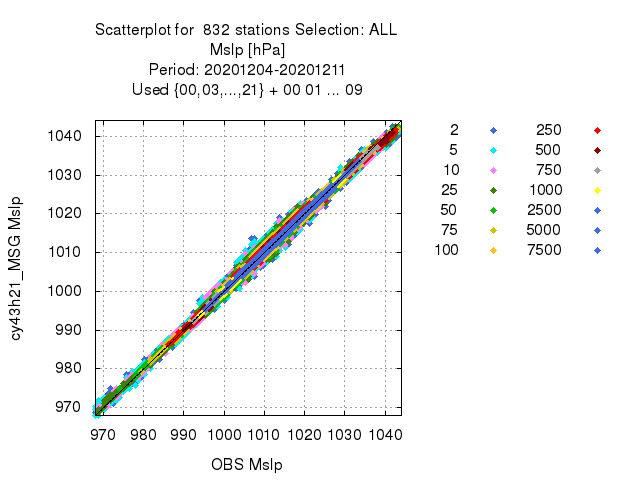 Scatterplot for  832 stations Selection: ALL
Mslp [hPa]
Period: 20201204-20201211
Used {00,03,...,21} + 00 01 ... 09
cy43h21_MSG Mslp
1040
1030
1020
1010
1000
990
980
970
970 980 990 1000 1010 1020 1030 1040
OBS Mslp
2 250
5 500
10 750
25 1000
50 2500
75 5000
100 7500